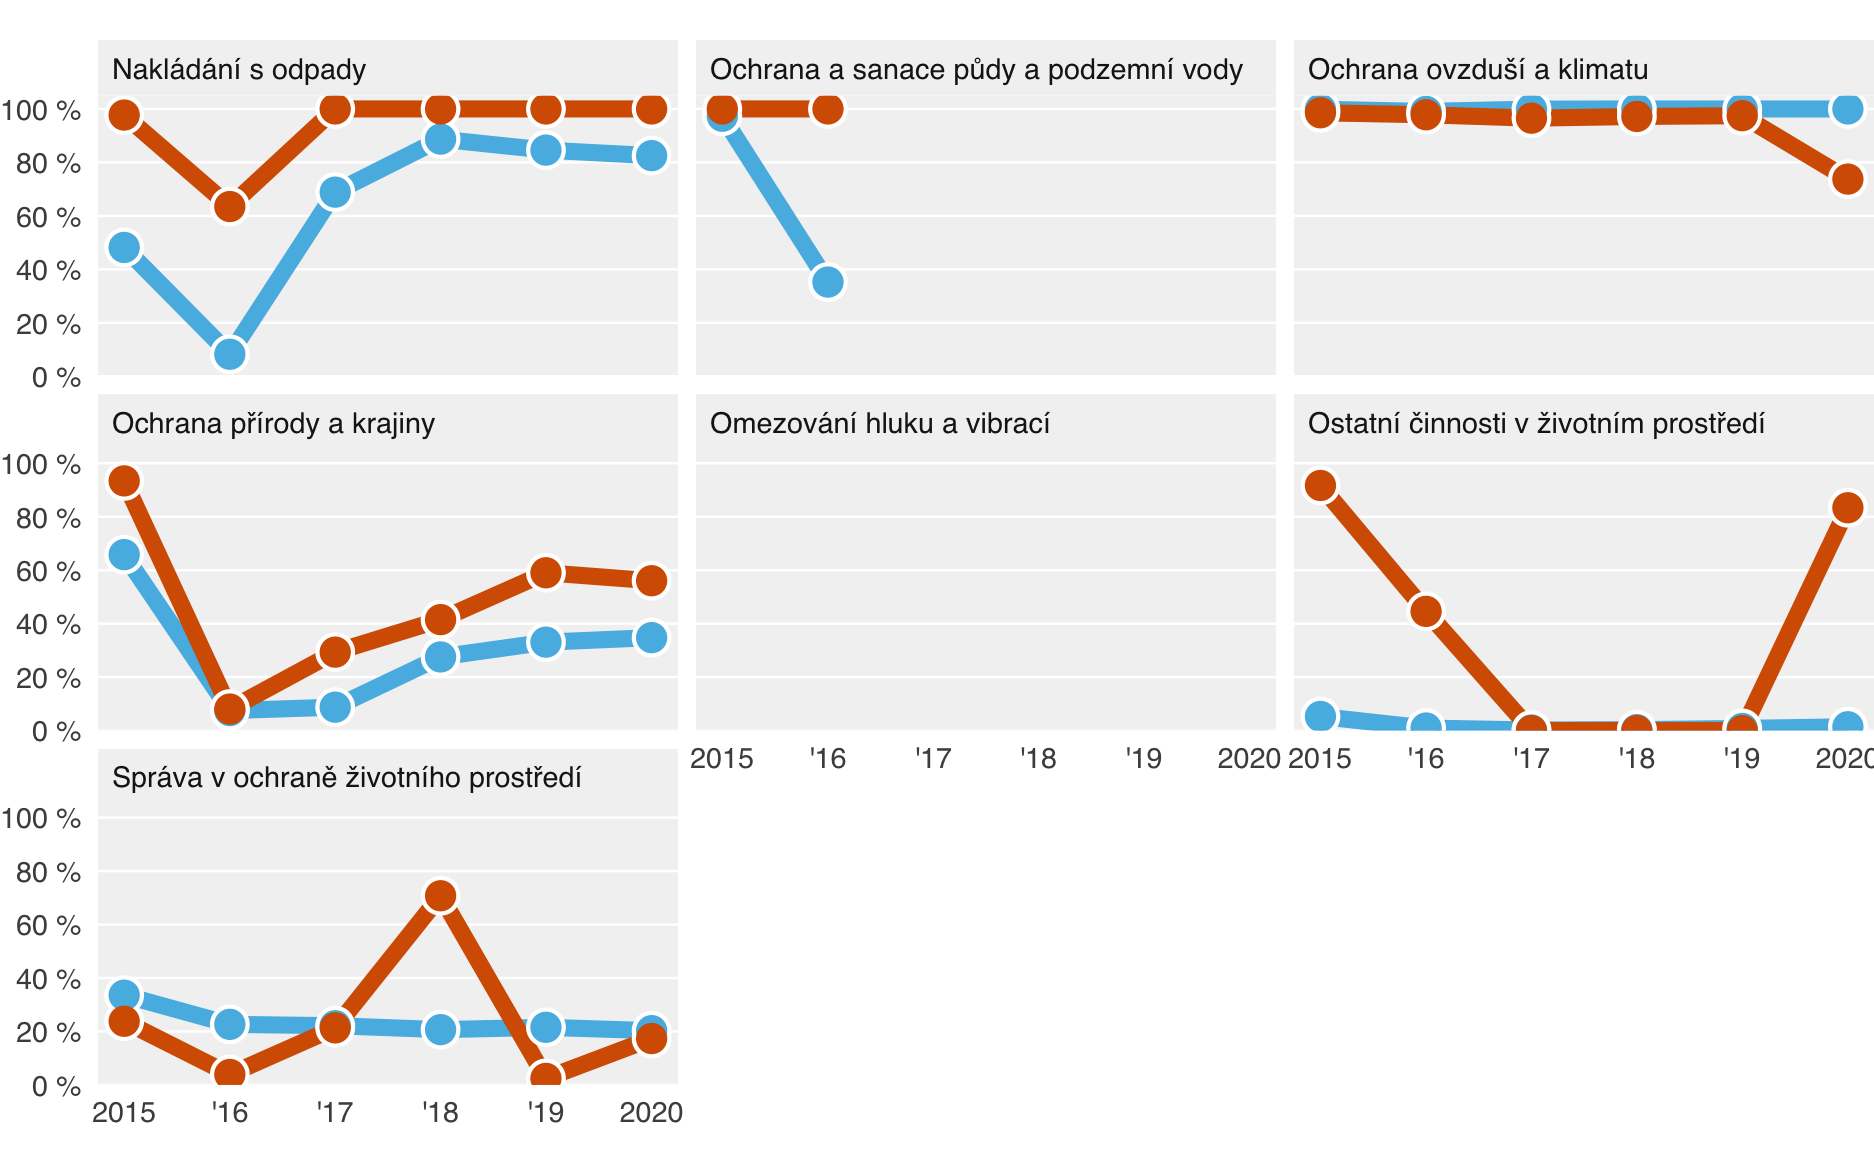 Nakládání s odpady
Ochrana a sanace půdy a podzemní vody
Ochrana ovzduší a klimatu
100 %
80 %
60 %
40 %
20 %
0 %
Ochrana přírody a krajiny
Omezování hluku a vibrací
Ostatní činnosti v životním prostředí
100 %
80 %
60 %
40 %
20 %
0 %
2015 '16 '17 '18 '19 2020
2015 '16 '17 '18 '19 2020
Správa v ochraně životního prostředí
100 %
80 %
60 %
40 %
20 %
0 %
2015 '16 '17 '18 '19 2020